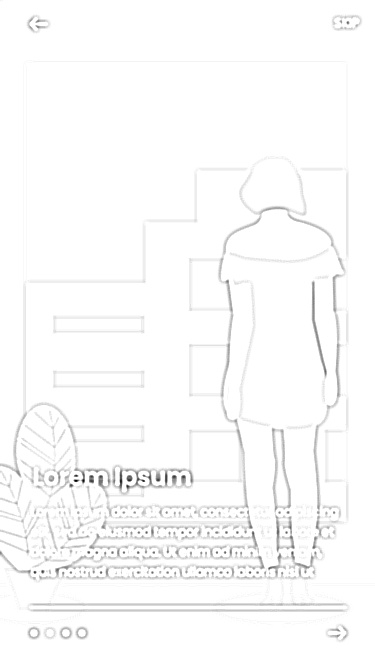 SKIP
Lorem Ipsum
Lorem ipsum dolor sit amet, consectetur adipiscing
elit, sed do eiusmod tempor incididunt ut labore et
dolore magna aliqua. Ut enim ad minim veniam,
quis nostrud exercitation ullamco laboris nisi ut